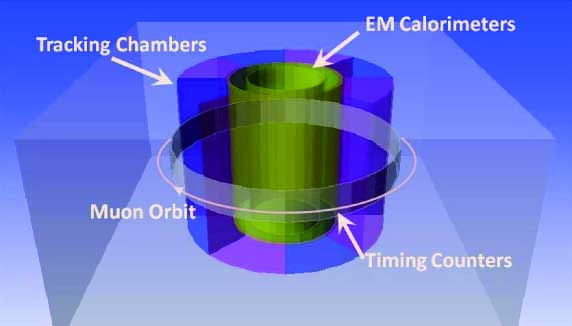 EM Calorimeters
Tracking Chambers
Muon Orbit
Timing Counters